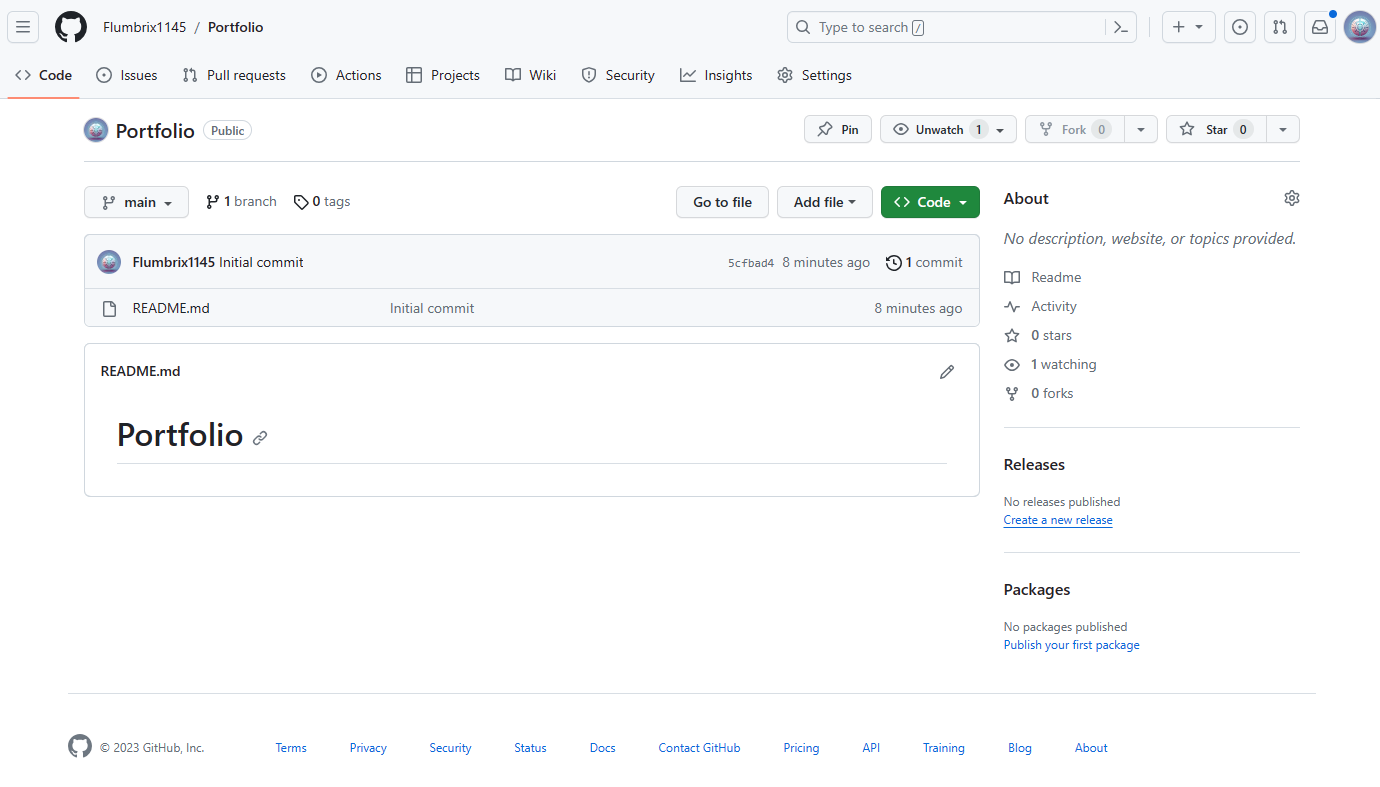 Flumbrix1145 / Portfolio
Type to search /
Code Issues Pull requests Actions Projects Wiki Security Insights Settings
Portfolio Public
Pin Unwatch 1 Fork 0 Star 0
main 1 branch 0 tags Go to file Add file Code
Flumbrix1145 Initial commit 5cfbad4 8 minutes ago 1 commit
README.md Initial commit 8 minutes ago
README.md
Portfolio
About
No description, website, or topics provided.
Readme
Activity
0 stars
1 watching
0 forks
Releases
No releases published
Create a new release
Packages
No packages published
Publish your first package
© 2023 GitHub, Inc. Terms Privacy Security Status Docs Contact GitHub Pricing API Training Blog About